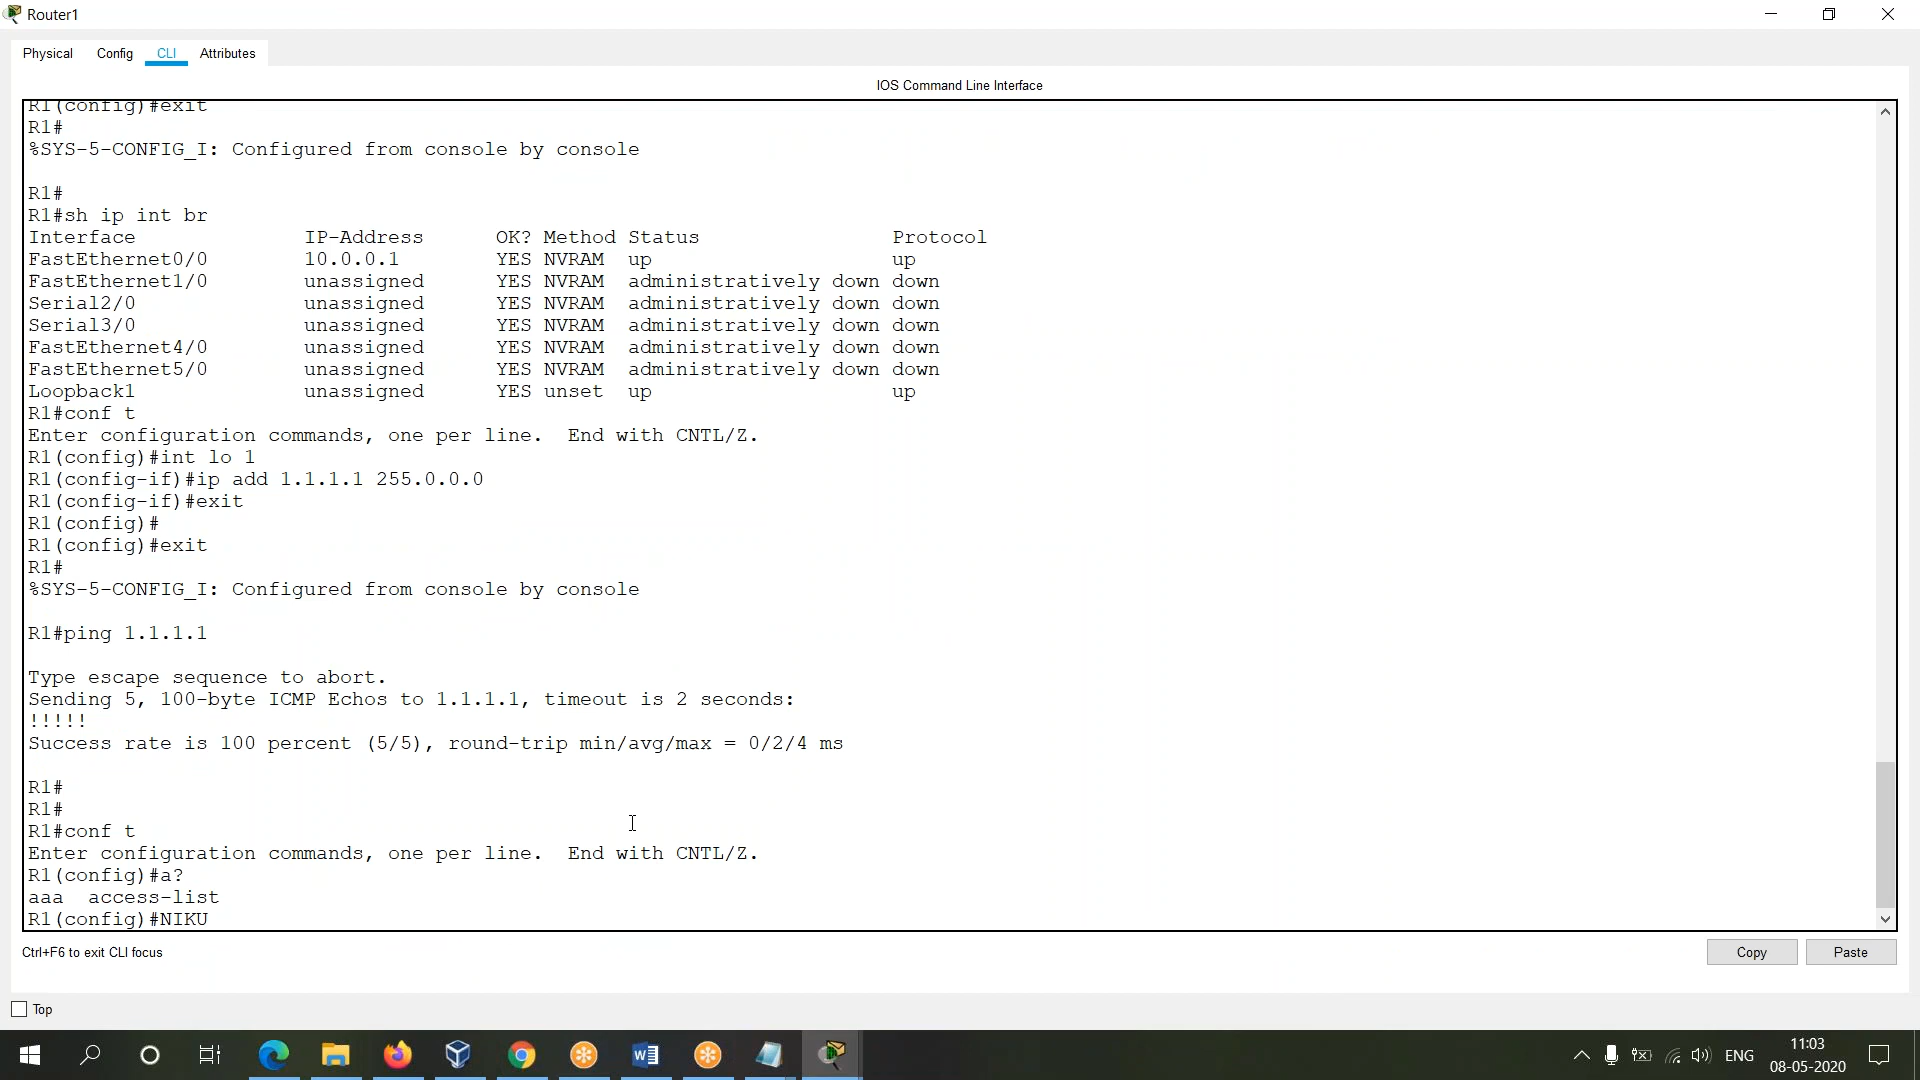 Router1
Physical Config CLI Attributes
IOS Command Line Interface
R1(config)#exit
R1#
%SYS-5-CONFIG_I: Configured from console by console
R1#
R1#sh ip int br
Interface IP-Address OK? Method Status Protocol
FastEthernet0/0 10.0.0.1 YES NVRAM up up
FastEthernet1/0 unassigned YES NVRAM administratively down down
Serial2/0 unassigned YES NVRAM administratively down down
Serial3/0 unassigned YES NVRAM administratively down down
FastEthernet4/0 unassigned YES NVRAM administratively down down
FastEthernet5/0 unassigned YES NVRAM administratively down down
Loopback1 unassigned YES unset up up
R1#conf t
Enter configuration commands, one per line. End with CNTL/Z.
R1(config)#int lo 1
R1(config-if)#ip add 1.1.1.1 255.0.0.0
R1(config-if)#exit
R1(config)#
R1(config)#exit
R1#
%SYS-5-CONFIG_I: Configured from console by console
R1#ping 1.1.1.1
Type escape sequence to abort.
Sending 5, 100-byte ICMP Echos to 1.1.1.1, timeout is 2 seconds:
!!!!!
Success rate is 100 percent (5/5), round-trip min/avg/max = 0/2/4 ms
R1#
R1#
R1#conf t
Enter configuration commands, one per line. End with CNTL/Z.
R1(config)#a?
aaa access-list
R1(config)#NIKU
Ctrl+F6 to exit CLI focus
Copy Paste
Top
ENG 11:03
08-05-2020